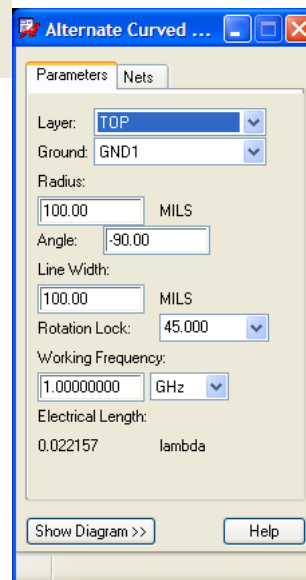 Alternate Curved ...
Parameters Nets
Layer: TOP
Ground: GND1
Radius:
100.00 MILS
Angle: -90.00
Line Width:
100.00 MILS
Rotation Lock: 45.000
Working Frequency:
1.00000000 GHz
Electrical Length:
0.022157 lambda
Show Diagram >> Help